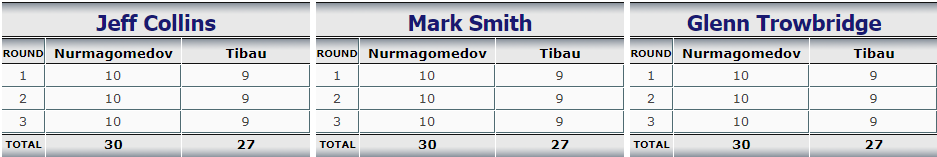 Jeff Collins Mark Smith Glenn Trowbridge
ROUND Nurmagomedov Tibau ROUND Nurmagomedov Tibau ROUND Nurmagomedov Tibau
1 10 9 1 10 9 1 10 9
2 10 9 2 10 9 2 10 9
3 10 9 3 10 9 3 10 9
TOTAL 30 27 TOTAL 30 27 TOTAL 30 27